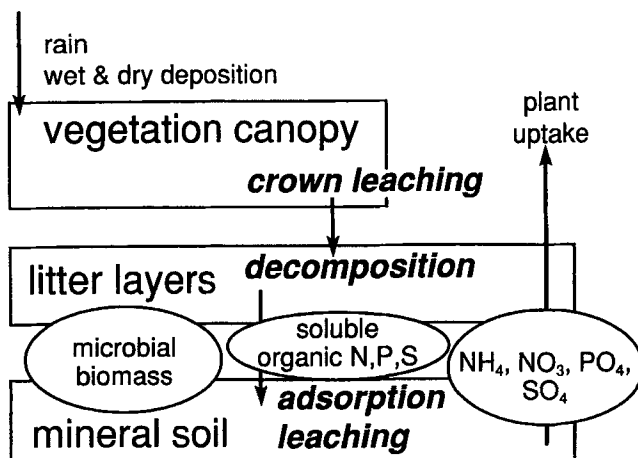 rain
wet & dry deposition
vegetation canopy
plant
uptake
crown leaching
decomposition
litter layers
soluble
organic N,P,S
microbial
biomass
NH₄, NO₃, PO₄,
SO₄
adsorption
leaching
mineral soil